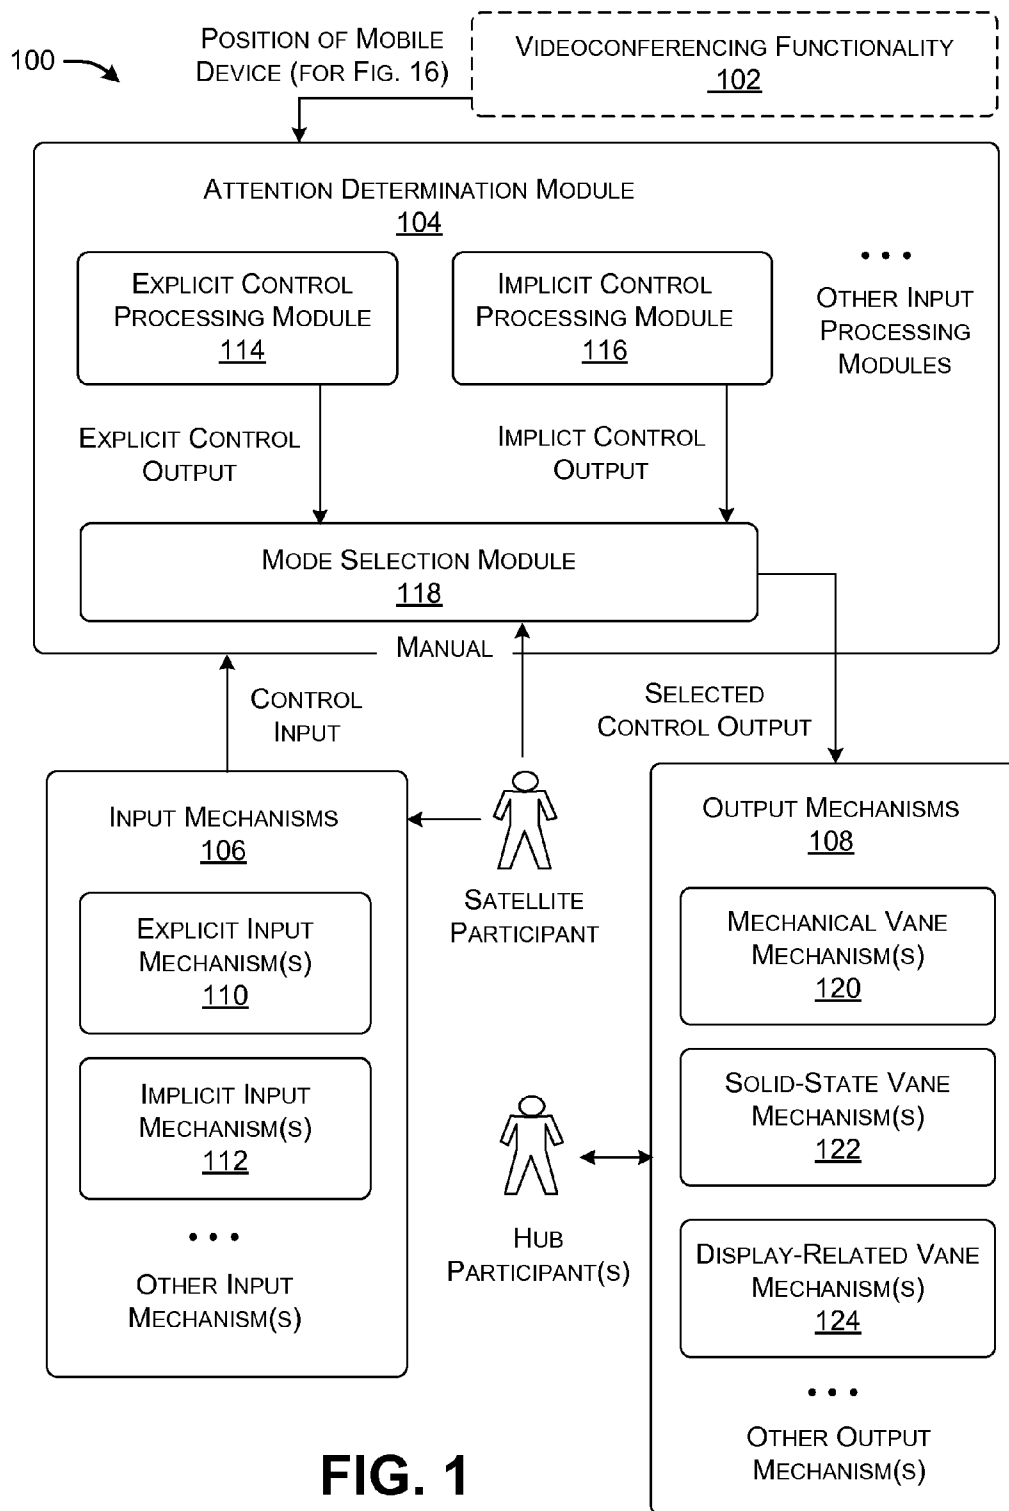 100
POSITION OF MOBILE
DEVICE (FOR FIG. 16)
VIDEOCONFERENCING FUNCTIONALITY
102
ATTENTION DETERMINATION MODULE
104
EXPLICIT CONTROL
PROCESSING MODULE
114
IMPLICIT CONTROL
PROCESSING MODULE
116
• • •
OTHER INPUT
PROCESSING
MODULES
EXPLICIT CONTROL
OUTPUT
IMPLICT CONTROL
OUTPUT
MODE SELECTION MODULE
118
MANUAL
CONTROL
INPUT
SELECTED
CONTROL OUTPUT
INPUT MECHANISMS
106
EXPLICIT INPUT
MECHANISM(S)
110
IMPLICIT INPUT
MECHANISM(S)
112
• • •
OTHER INPUT
MECHANISM(S)
SATELLITE
PARTICIPANT
HUB
PARTICIPANT(S)
OUTPUT MECHANISMS
108
MECHANICAL VANE
MECHANISM(S)
120
SOLID-STATE VANE
MECHANISM(S)
122
DISPLAY-RELATED VANE
MECHANISM(S)
124
• • •
OTHER OUTPUT
MECHANISM(S)
FIG. 1